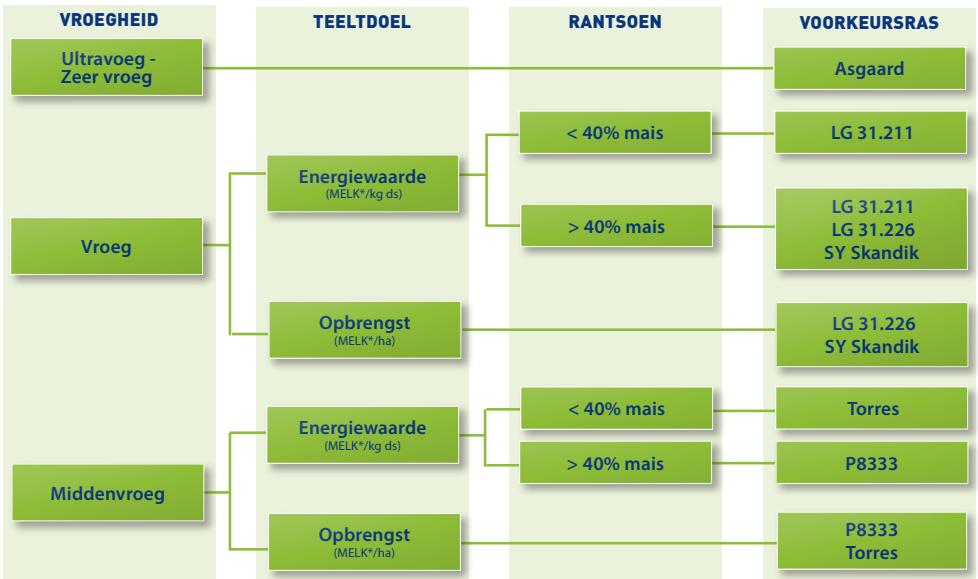 VROEGHEID
TEELTDOEL
RANTSOEN
VOORKEURSRAS
Ultravoeg -
Zeer vroeg
Asgaard
Vroeg
Energiewaarde
(MELK*/kg ds)
< 40% mais
LG 31.211
> 40% mais
LG 31.211
LG 31.226
SY Skandik
Opbrengst
(MELK*/ha)
LG 31.226
SY Skandik
Middenvroeg
Energiewaarde
(MELK*/kg ds)
< 40% mais
Torres
> 40% mais
P8333
Opbrengst
(MELK*/ha)
P8333
Torres